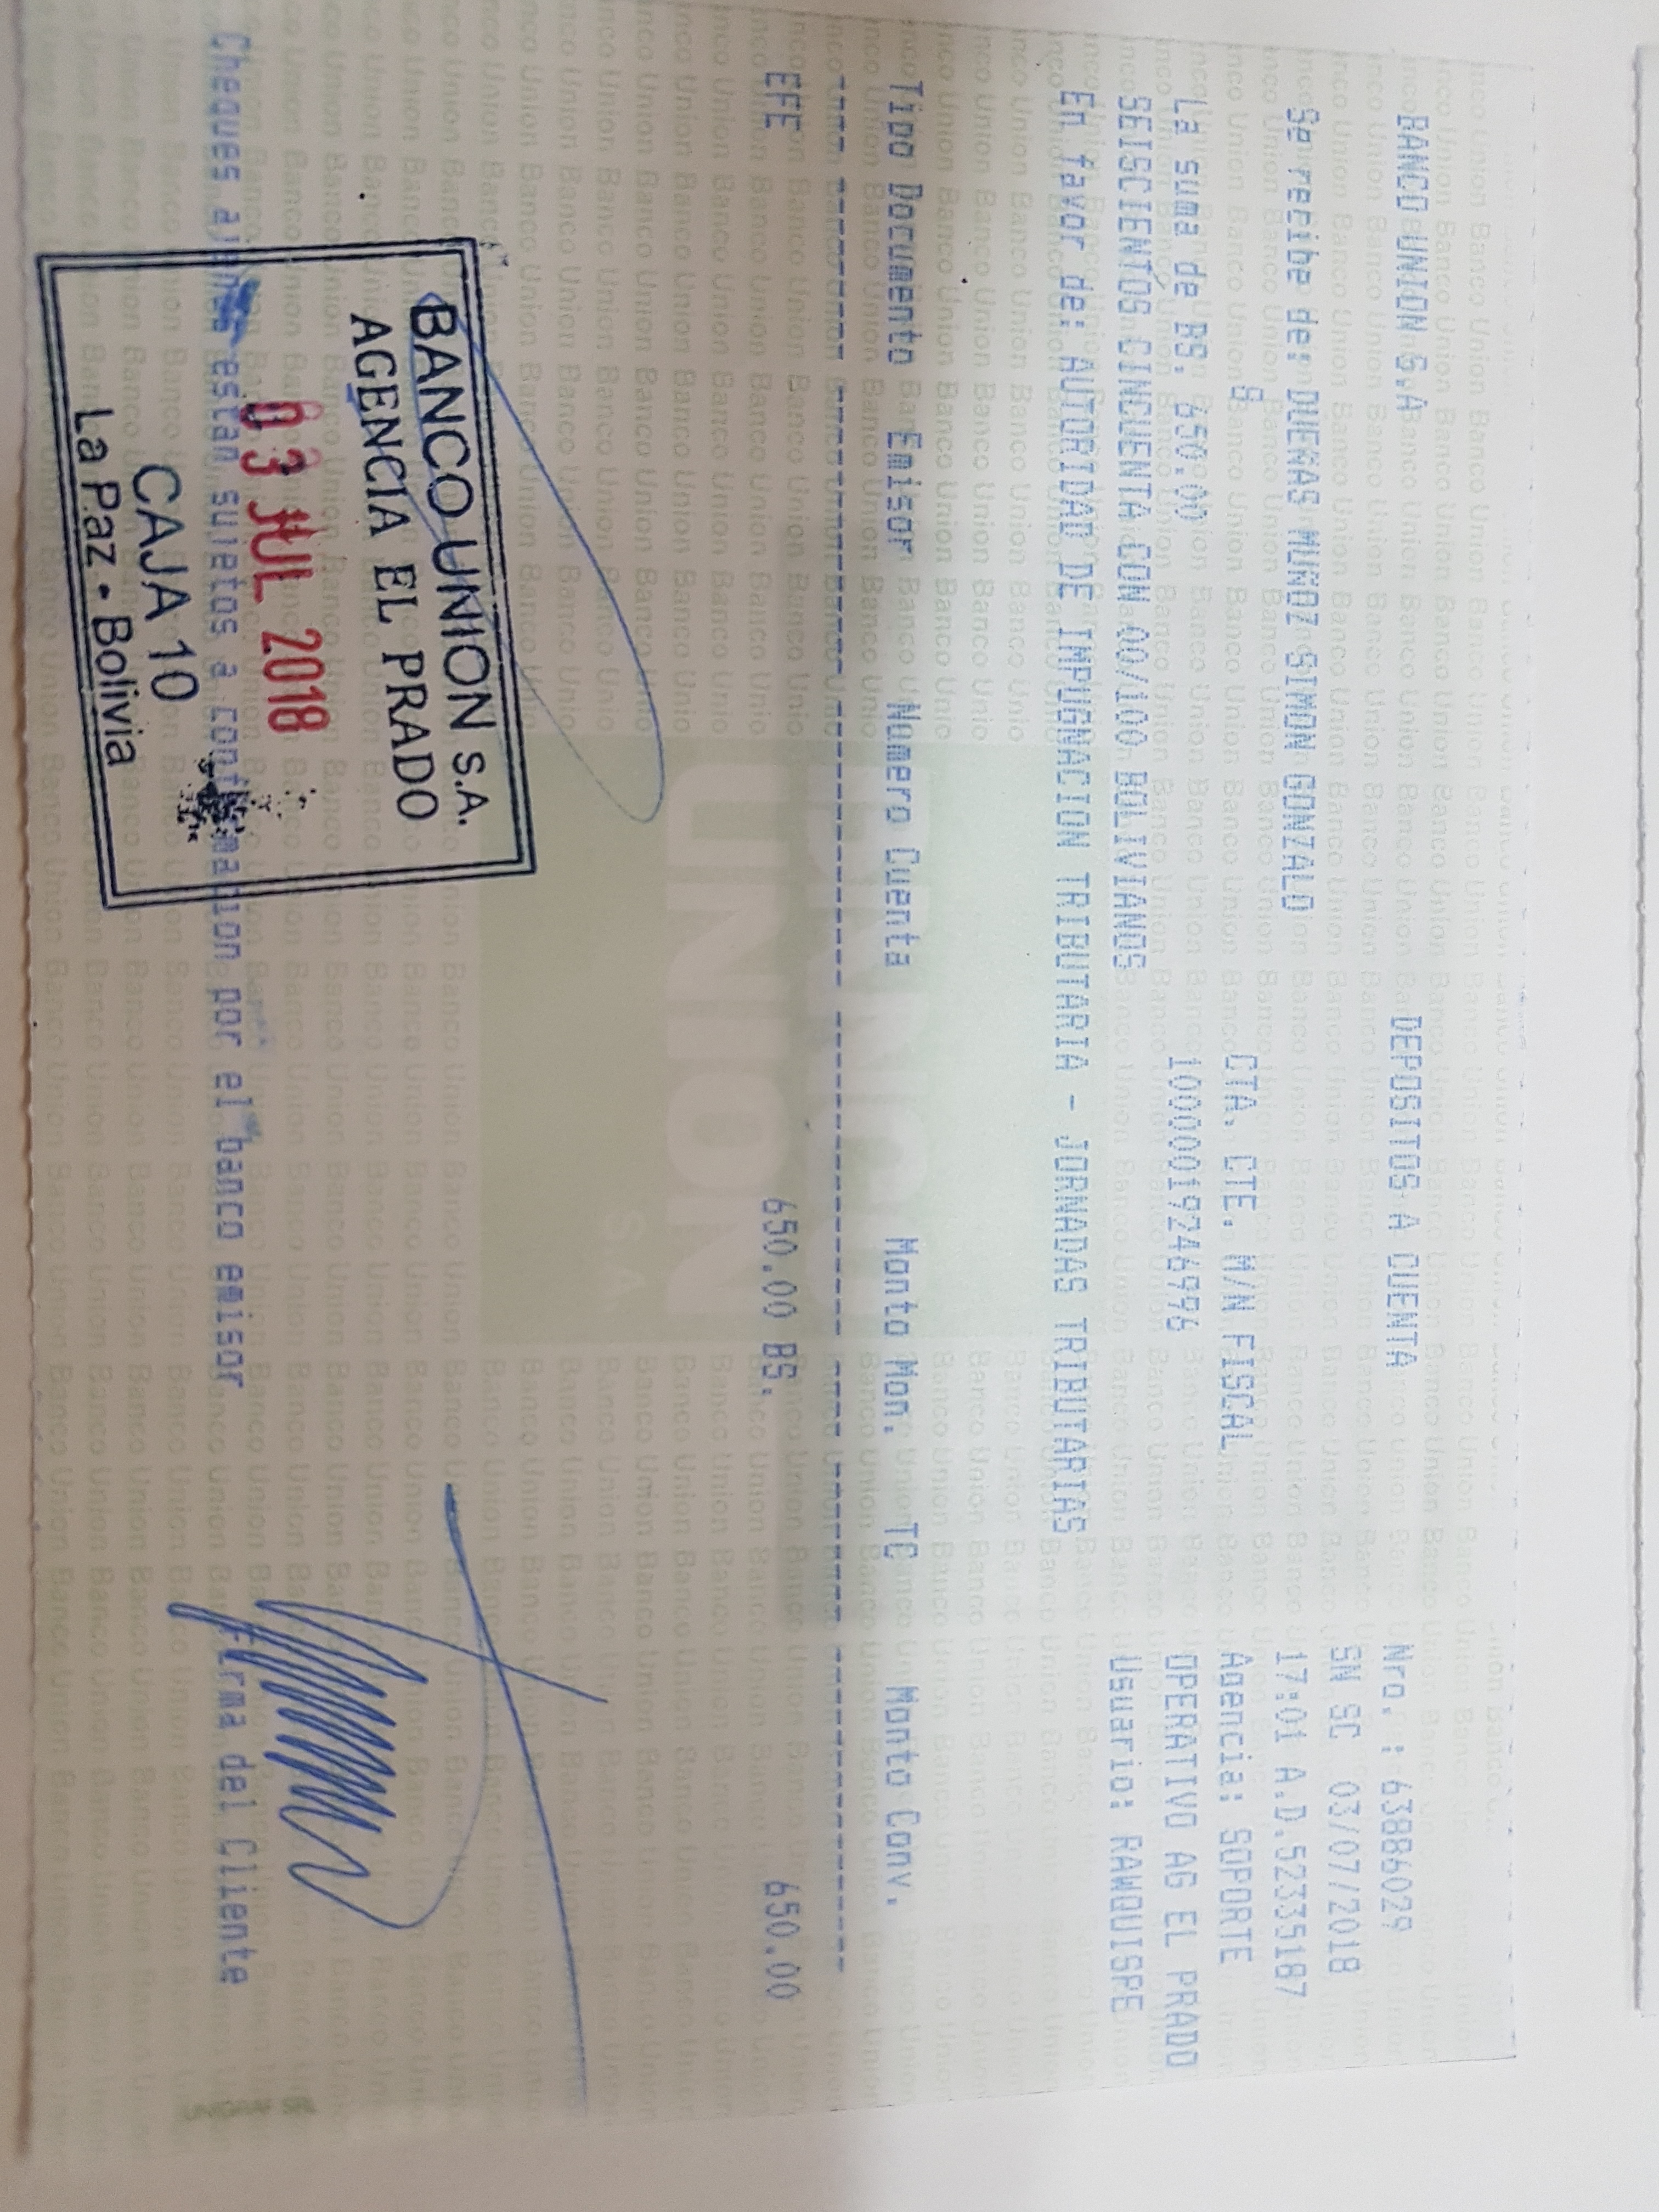 BANCO UNION S.A DEPOSITOS A CUENTA Nro. : 63886029
GN SC 03/07/2018
Se recibe de: DUEÑAS MUÑOZ SIMON GONZALO 17:01 A.D.52335187
8 CTA. CTE. M/N FISCAL Agencia: SOPORTE
La suma de BS. 650.00 10000019246996 OPERATIVO AG EL PRADO
SEISCIENTOS CINCUENTA CON 00/100 BOLIVIANOS Usuario: RAWQUISPE
En favor de: AUTORIDAD DE IMPUGNACION TRIBUTARIA - JORNADAS TRIBUTARIAS
Tipo Documento Emisor Numero Cuenta Monto Mon. TC Monto Conv.
EFE 650.00 BS. 650.00
UNION
BANCO UNION S.A.
AGENCIA EL PRADO
03 JUL 2018
CAJA 10
La Paz - Bolivia
Cheques ajenos estan sujetos a confirmacion por el banco emisor Firma del Cliente
UNIGRAF SRL